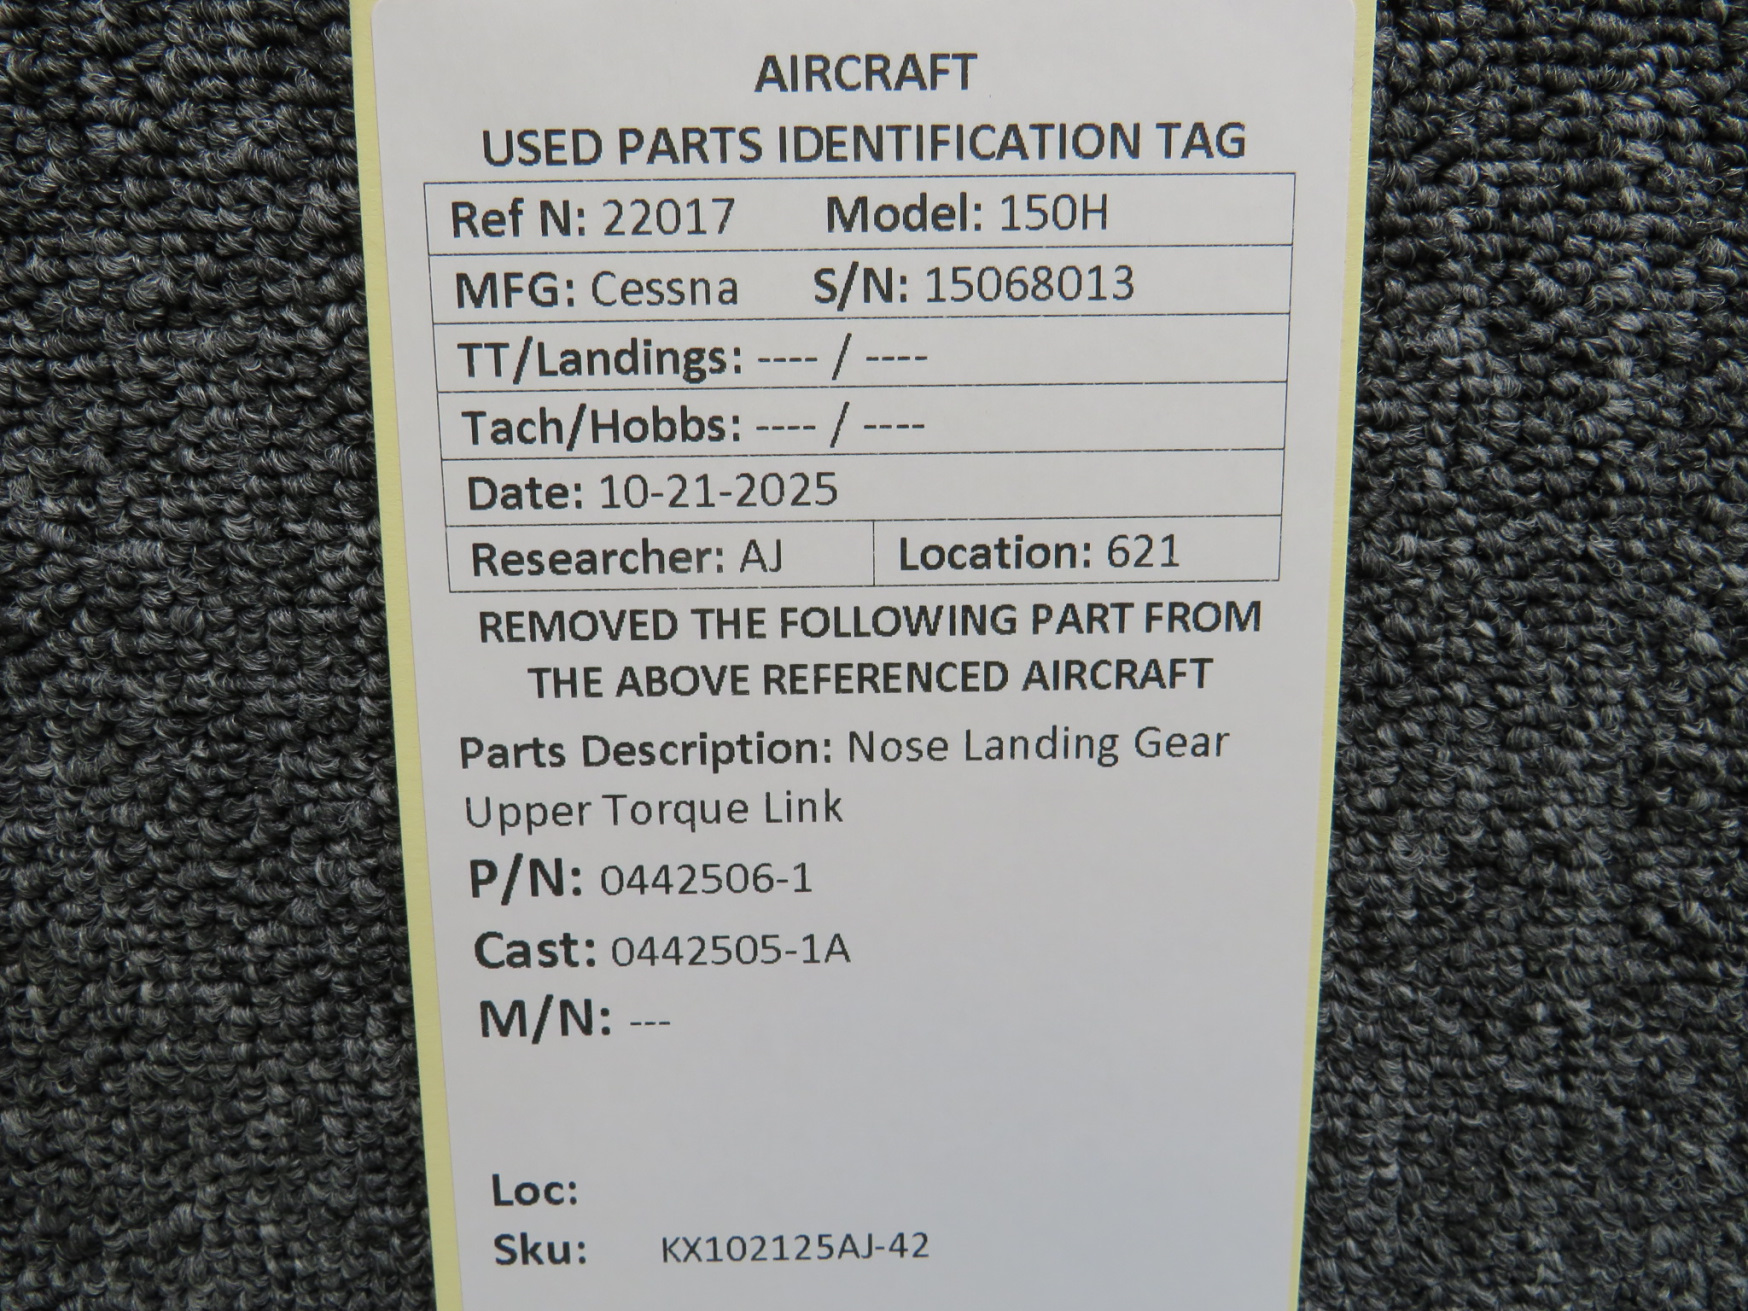 AIRCRAFT
USED PARTS IDENTIFICATION TAG
Ref N: 22017 Model: 150H
MFG: Cessna S/N: 15068013
TT/Landings: ---- / ----
Tach/Hobbs: ---- / ----
Date: 10-21-2025
Researcher: AJ Location: 621
REMOVED THE FOLLOWING PART FROM
THE ABOVE REFERENCED AIRCRAFT
Parts Description: Nose Landing Gear
Upper Torque Link
P/N: 0442506-1
Cast: 0442505-1A
M/N: ---
Loc:
Sku: KX102125AJ-42